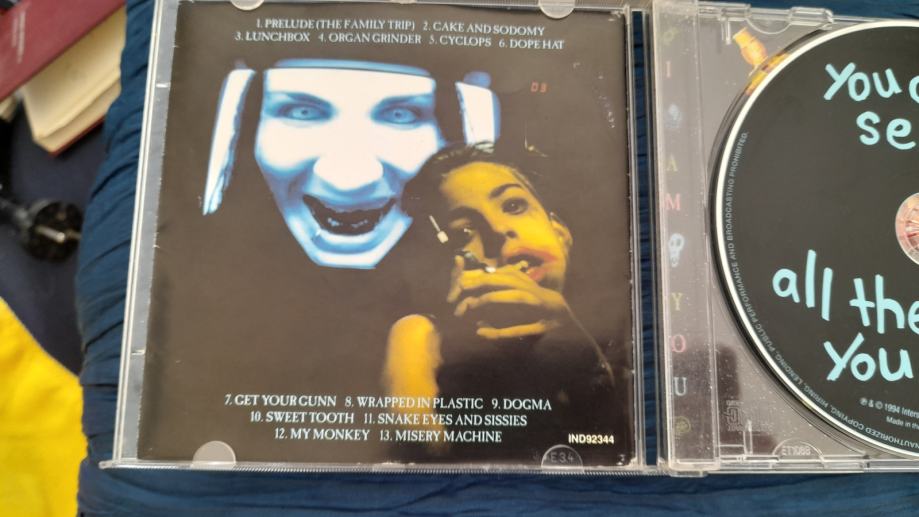 1. PRELUDE (THE FAMILY TRIP) 2. CAKE AND SODOMY
3. LUNCHBOX 4. ORGAN GRINDER 5. CYCLOPS 6. DOPE HAT
7. GET YOUR GUNN 8. WRAPPED IN PLASTIC 9. DOGMA
10. SWEET TOOTH 11. SNAKE EYES AND SISSIES
12. MY MONKEY 13. MISERY MACHINE
IND92344
E34
I AM YOU
You
se
all the
You
UNAUTHORIZED COPYING, HIRING, LENDING, PUBLIC PERFORMANCE AND BROADCASTING PROHIBITED.
℗ & © 1994 Inters
Made in the